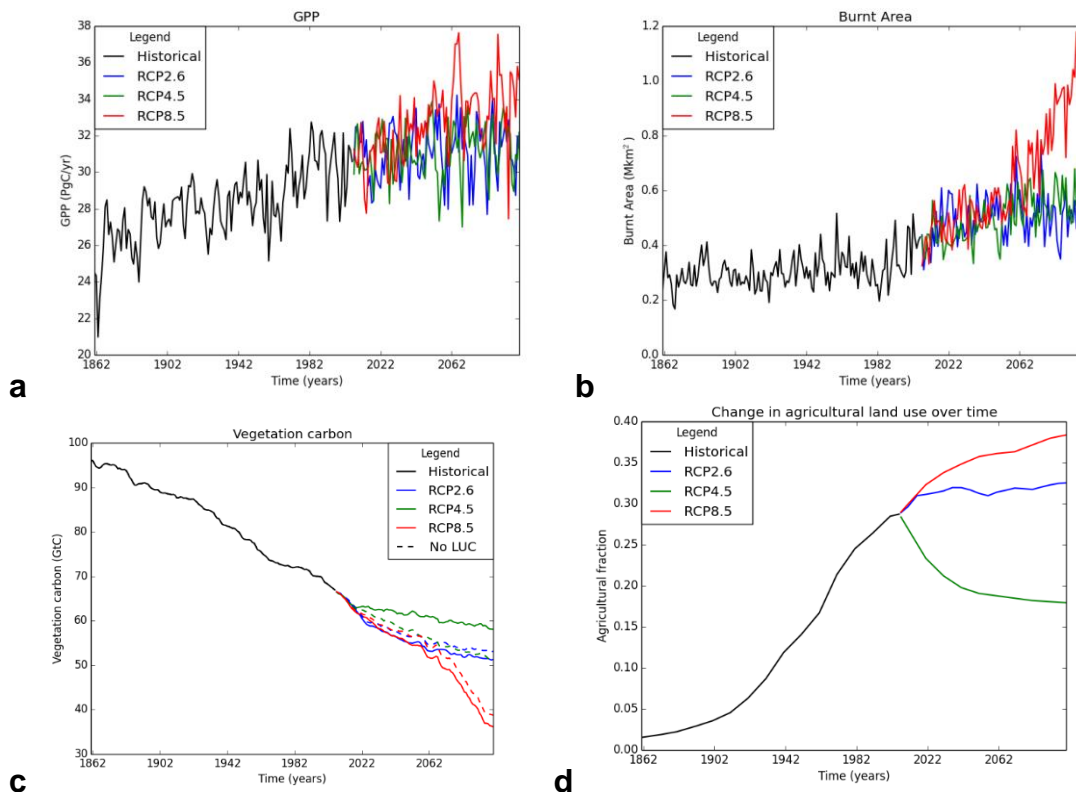 GPP
Legend
Historical
RCP2.6
RCP4.5
RCP8.5
GPP (PgC/yr)
38
36
34
32
30
28
26
24
22
20
1862 1902 1942 1982 2022 2062
Time (years)
a
Burnt Area
Legend
Historical
RCP2.6
RCP4.5
RCP8.5
Burnt Area (Mkm²)
1.2
1.0
0.8
0.6
0.4
0.2
0.0
1862 1902 1942 1982 2022 2062
Time (years)
b
Vegetation carbon
Legend
Historical
RCP2.6
RCP4.5
RCP8.5
No LUC
Vegetation carbon (GtC)
100
90
80
70
60
50
40
30
1862 1902 1942 1982 2022 2062
Time (years)
c
Change in agricultural land use over time
Legend
Historical
RCP2.6
RCP4.5
RCP8.5
Agricultural fraction
0.40
0.35
0.30
0.25
0.20
0.15
0.10
0.05
0.00
1862 1902 1942 1982 2022 2062
Time (years)
d